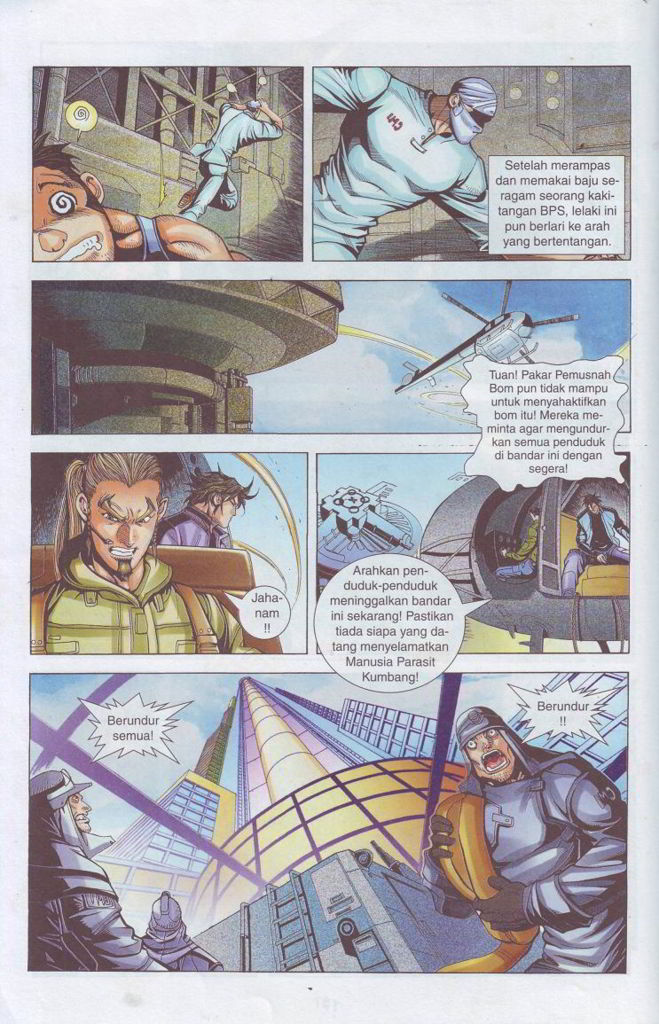 Setelah merampas
dan memakai baju se-
ragam seorang kaki-
tangan BPS, lelaki ini
pun berlari ke arah
yang bertentangan.
Tuan! Pakar Pemusnah
Bom pun tidak mampu
untuk menyahaktifkan
bom itu! Mereka me-
minta agar mengundur-
kan semua penduduk
di bandar ini dengan
segera!
Jaha-
nam
!!
Arahkan pen-
duduk-penduduk
meninggalkan bandar
ini sekarang! Pastikan
tiada siapa yang da-
tang menyelamatkan
Manusia Parasit
Kumbang!
Berundur
semua!
Berundur
!!